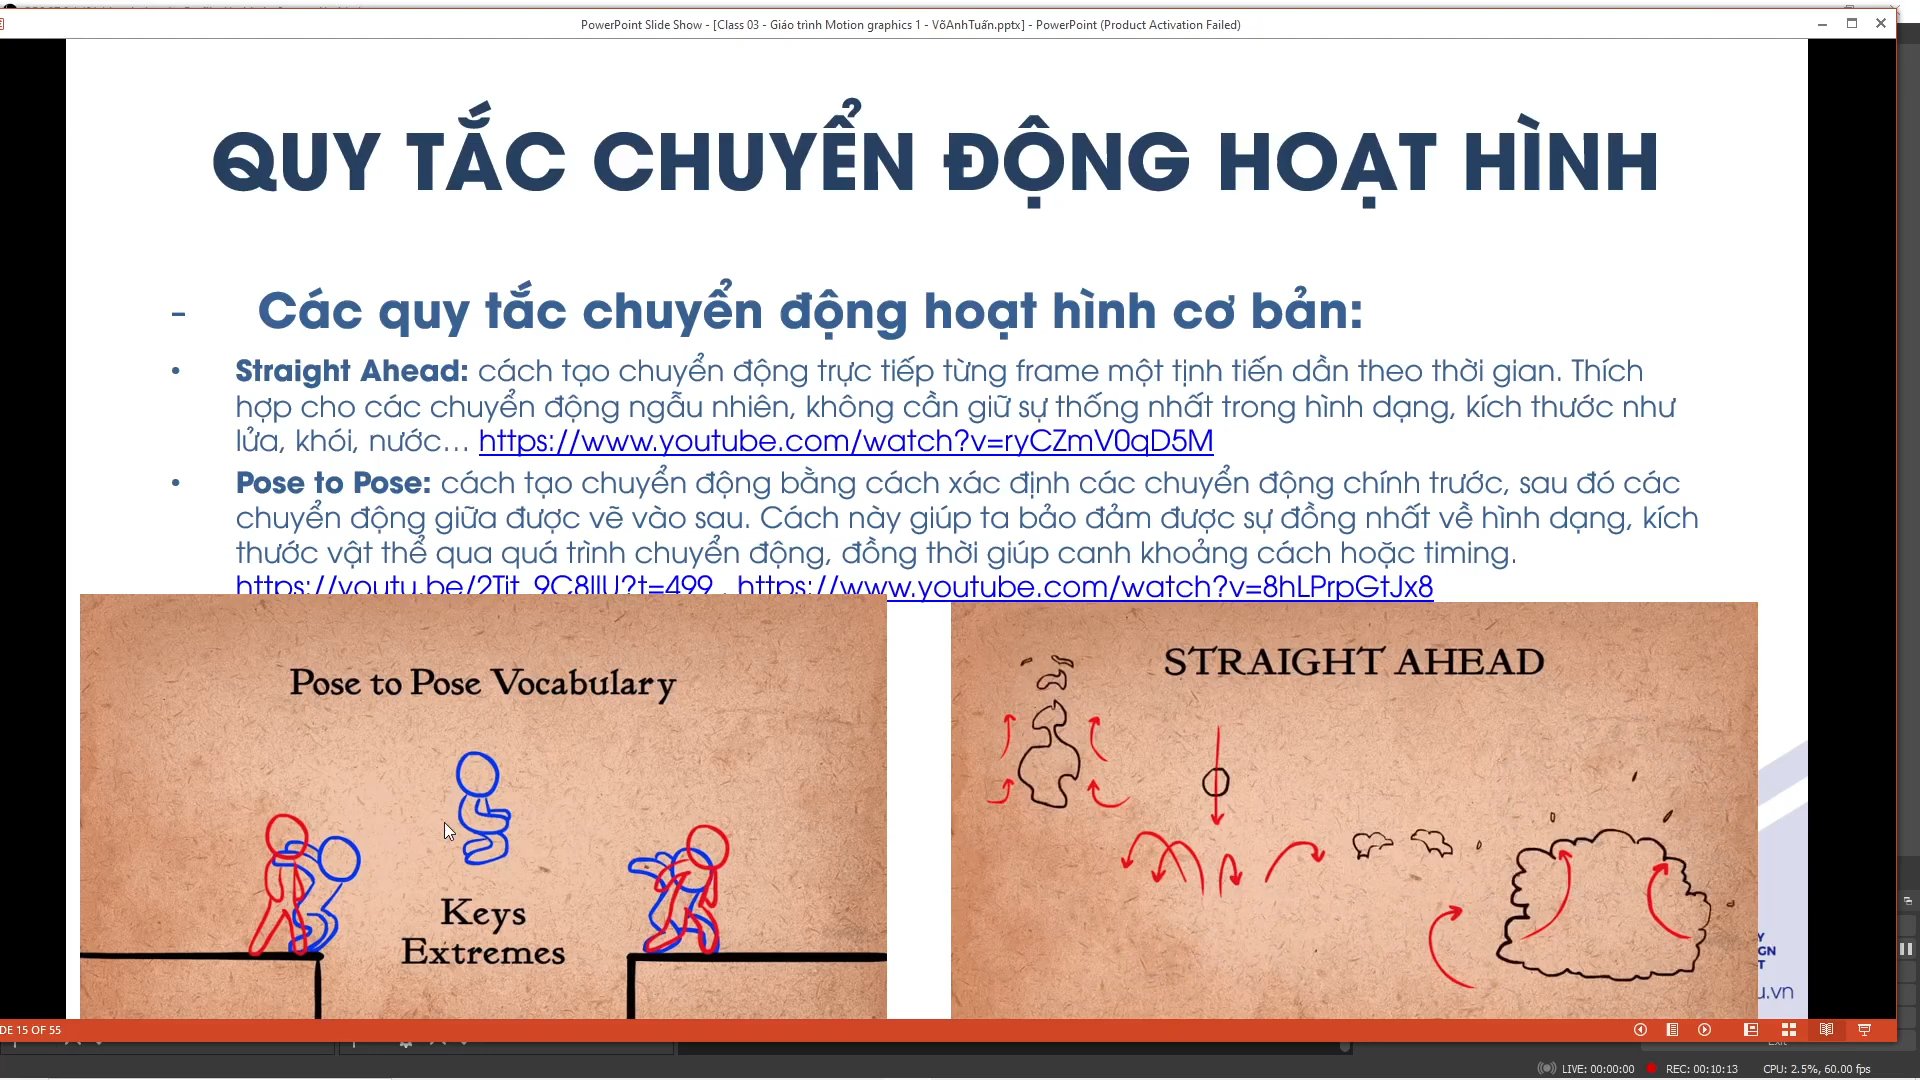 PowerPoint Slide Show - [Class 03 - Giáo trình Motion graphics 1 - VõAnhTuấn.pptx] - PowerPoint (Product Activation Failed)
QUY TẮC CHUYỂN ĐỘNG HOẠT HÌNH
- Các quy tắc chuyển động hoạt hình cơ bản:
• Straight Ahead: cách tạo chuyển động trực tiếp từng frame một tịnh tiến dần theo thời gian. Thích
hợp cho các chuyển động ngẫu nhiên, không cần giữ sự thống nhất trong hình dạng, kích thước như
lửa, khói, nước... https://www.youtube.com/watch?v=ryCZmV0qD5M
• Pose to Pose: cách tạo chuyển động bằng cách xác định các chuyển động chính trước, sau đó các
chuyển động giữa được vẽ vào sau. Cách này giúp ta bảo đảm được sự đồng nhất về hình dạng, kích
thước vật thể qua quá trình chuyển động, đồng thời giúp canh khoảng cách hoặc timing.
https://www.youtube.com/watch?v=8hLPrpGtJx8
Pose to Pose Vocabulary
Keys
Extremes
STRAIGHT AHEAD
u.vn
DE 15 OF 55
LIVE: 00:00:00
REC: 00:10:13
CPU: 2.5%, 60.00 fps